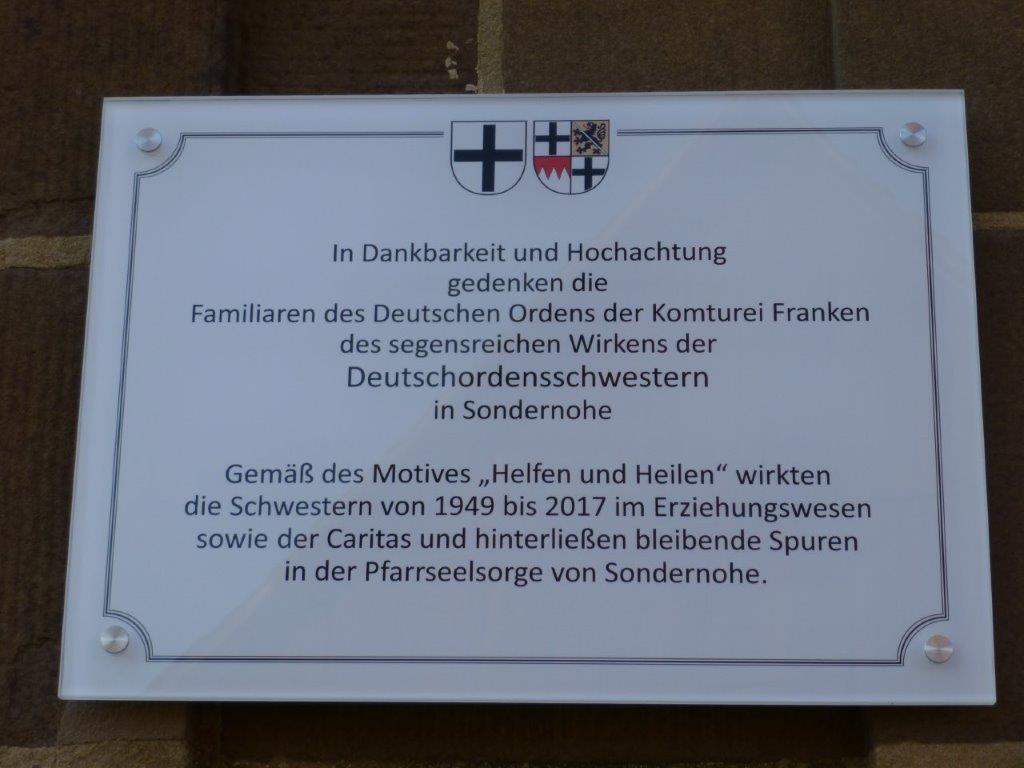 In Dankbarkeit und Hochachtung
gedenken die
Familiaren des Deutschen Ordens der Komturei Franken
des segensreichen Wirkens der
Deutschordensschwestern
in Sondernohe
Gemäß des Motives „Helfen und Heilen“ wirkten
die Schwestern von 1949 bis 2017 im Erziehungswesen
sowie der Caritas und hinterließen bleibende Spuren
in der Pfarrseelsorge von Sondernohe.